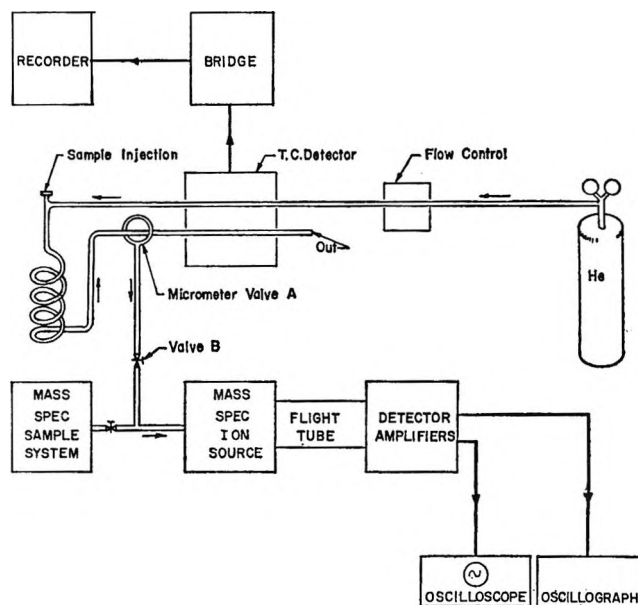 RECORDER
BRIDGE
Sample Injection
T.C.Detector
Flow Control
Out
He
Micrometer Valve A
Valve B
MASS
SPEC
SAMPLE
SYSTEM
MASS
SPEC
ION
SOURCE
FLIGHT
TUBE
DETECTOR
AMPLIFIERS
OSCILLOSCOPE
OSCILLOGRAPH